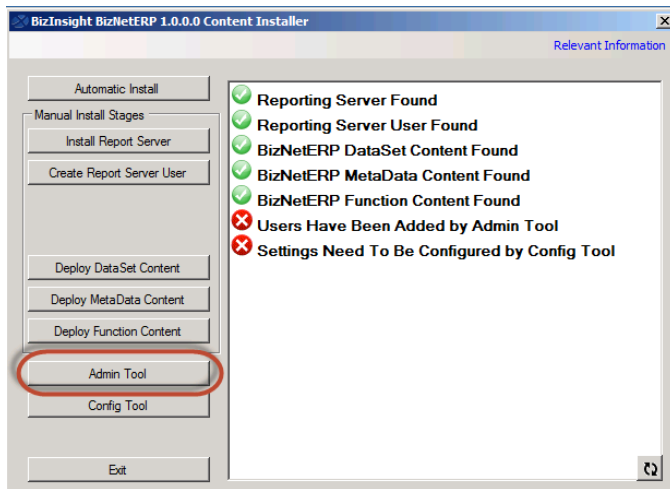 BizInsight BizNetERP 1.0.0.0 Content Installer
Relevant Information
Automatic Install
Manual Install Stages
Install Report Server
Create Report Server User
Deploy DataSet Content
Deploy MetaData Content
Deploy Function Content
Admin Tool
Config Tool
Exit
Reporting Server Found
Reporting Server User Found
BizNetERP DataSet Content Found
BizNetERP MetaData Content Found
BizNetERP Function Content Found
Users Have Been Added by Admin Tool
Settings Need To Be Configured by Config Tool